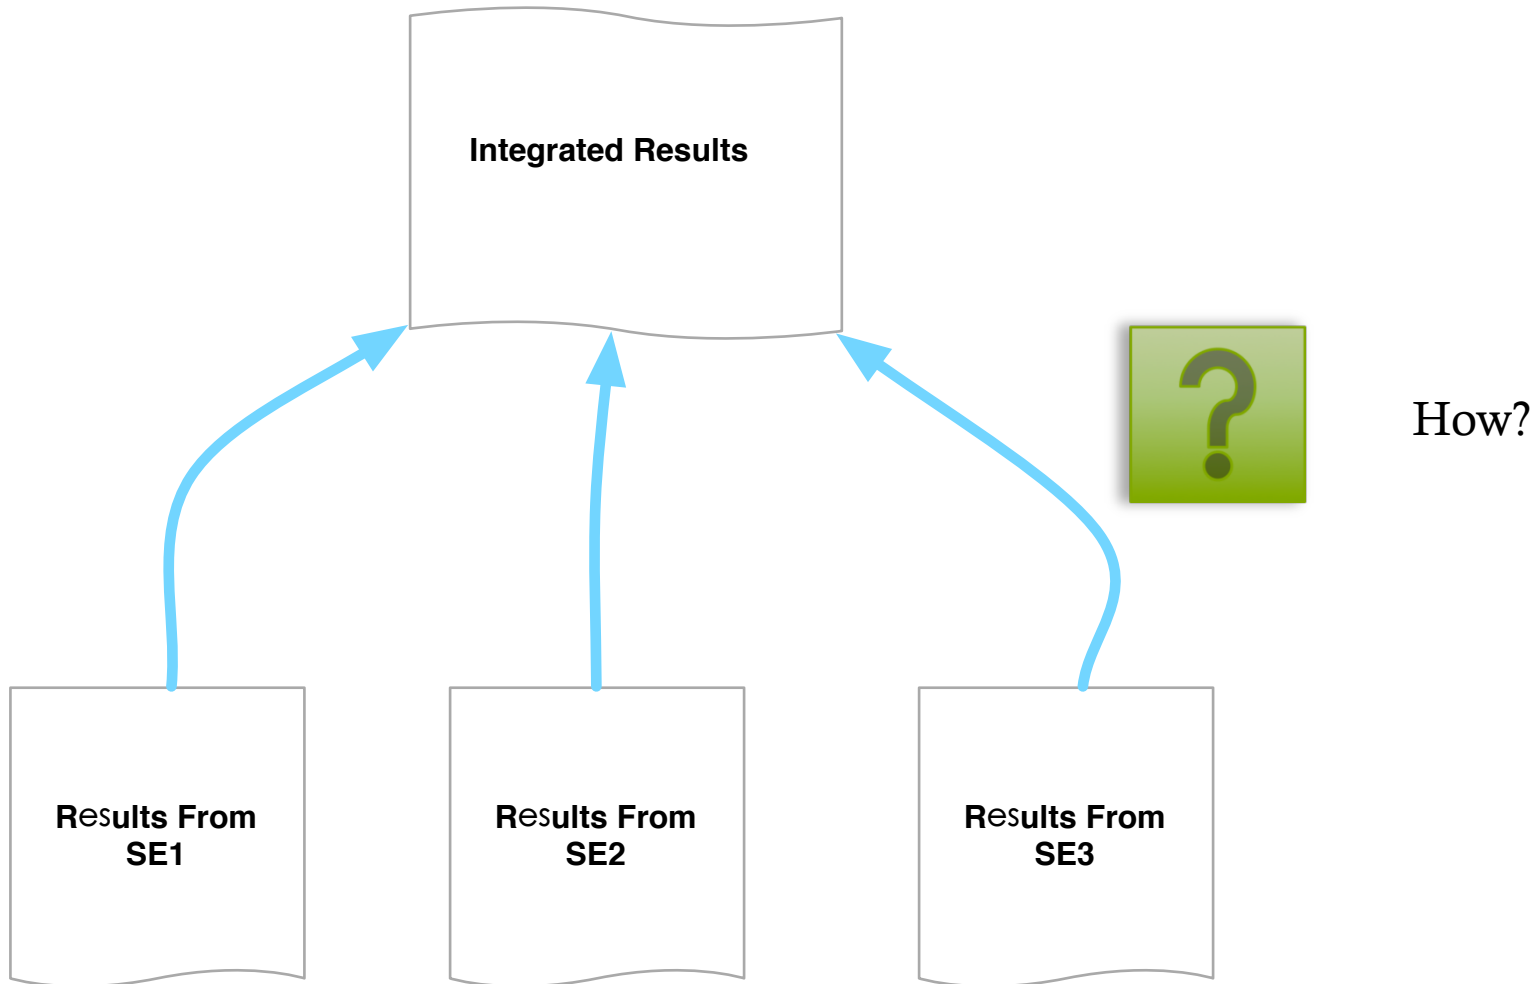 Integrated Results
?
How?
Results From
SE1
Results From
SE2
Results From
SE3